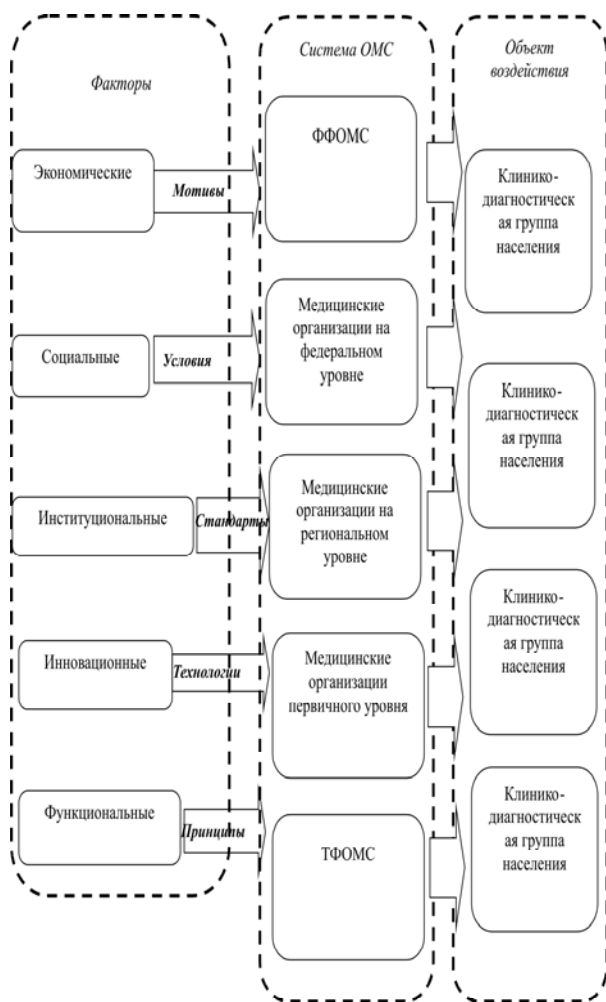 Факторы
Экономические
Мотивы
Социальные
Условия
Институциональные
Стандарты
Инновационные
Технологии
Функциональные
Принципы
Система ОМС
ФФОМС
Медицинские
организации на
федеральном
уровне
Медицинские
организации на
региональном
уровне
Медицинские
организации
первичного уровня
ТФОМС
Объект
воздействия
Клинико-
диагностическ
ая группа
населения
Клинико-
диагностическ
ая группа
населения
Клинико-
диагностическ
ая группа
населения
Клинико-
диагностическ
ая группа
населения